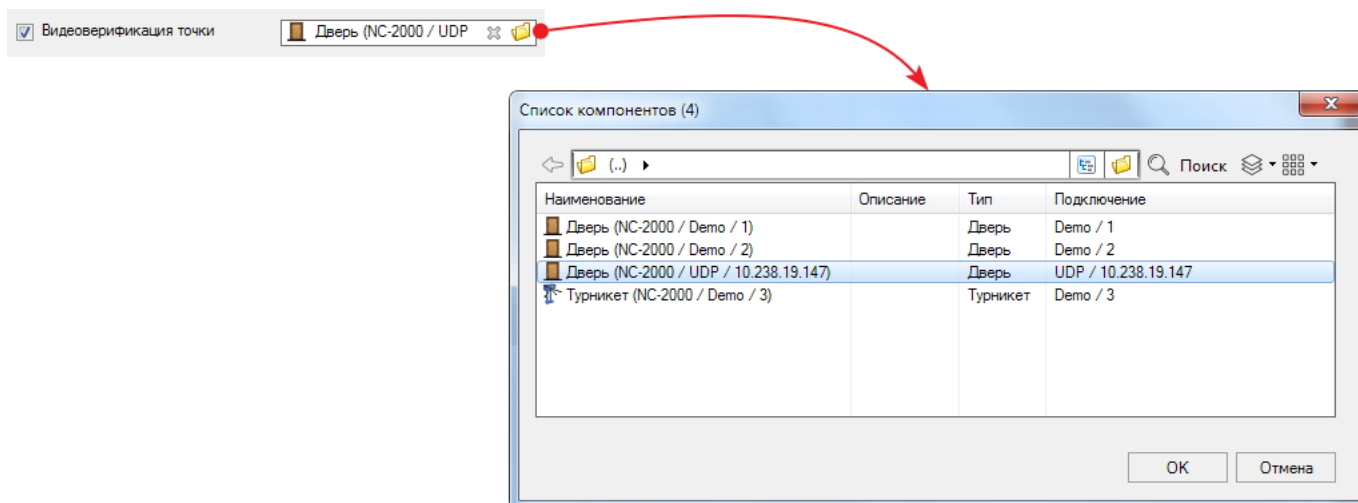 Видеоверификация точки Дверь (NC-2000 / UDP
Список компонентов (4)
(..) Поиск
Наименование Описание Тип Подключение
Дверь (NC-2000 / Demo / 1) Дверь Demo / 1
Дверь (NC-2000 / Demo / 2) Дверь Demo / 2
Дверь (NC-2000 / UDP / 10.238.19.147) Дверь UDP / 10.238.19.147
Турникет (NC-2000 / Demo / 3) Турникет Demo / 3
OK Отмена